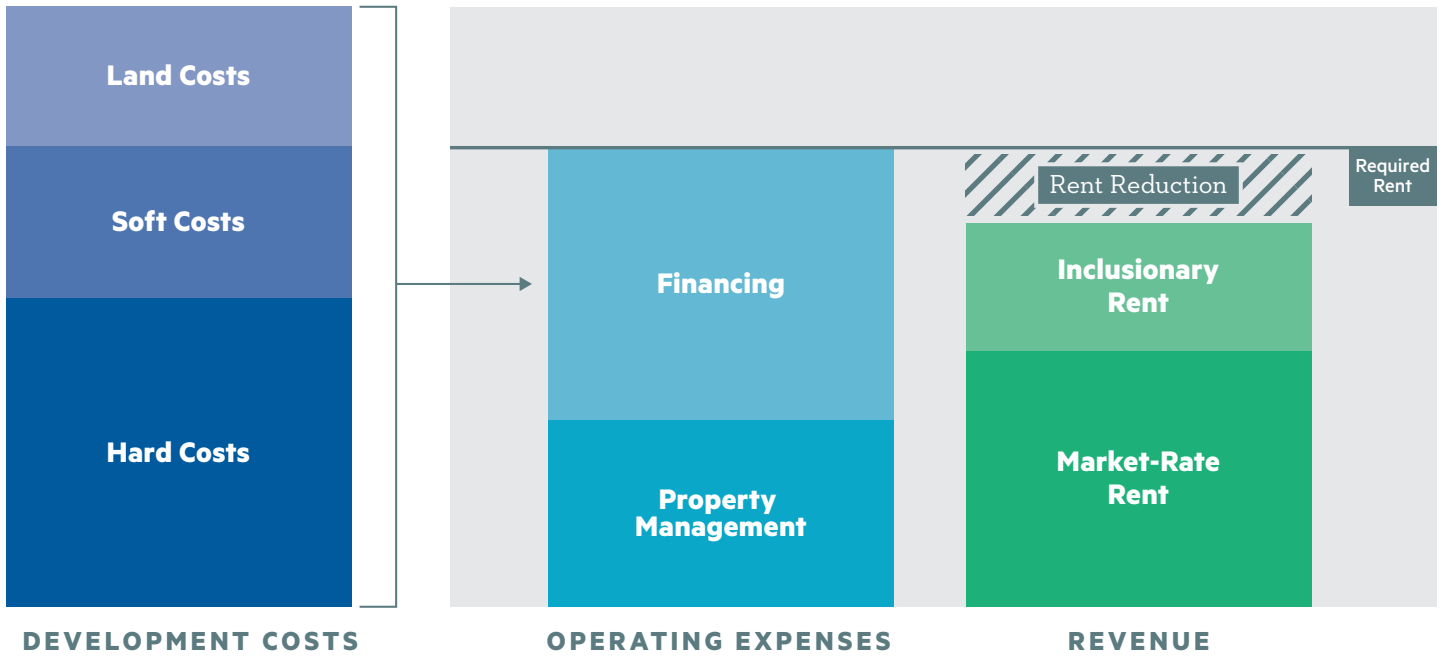 Land Costs
Soft Costs
Hard Costs
DEVELOPMENT COSTS
Financing
Property
Management
OPERATING EXPENSES
Rent Reduction
Inclusionary
Rent
Market-Rate
Rent
REVENUE
Required
Rent